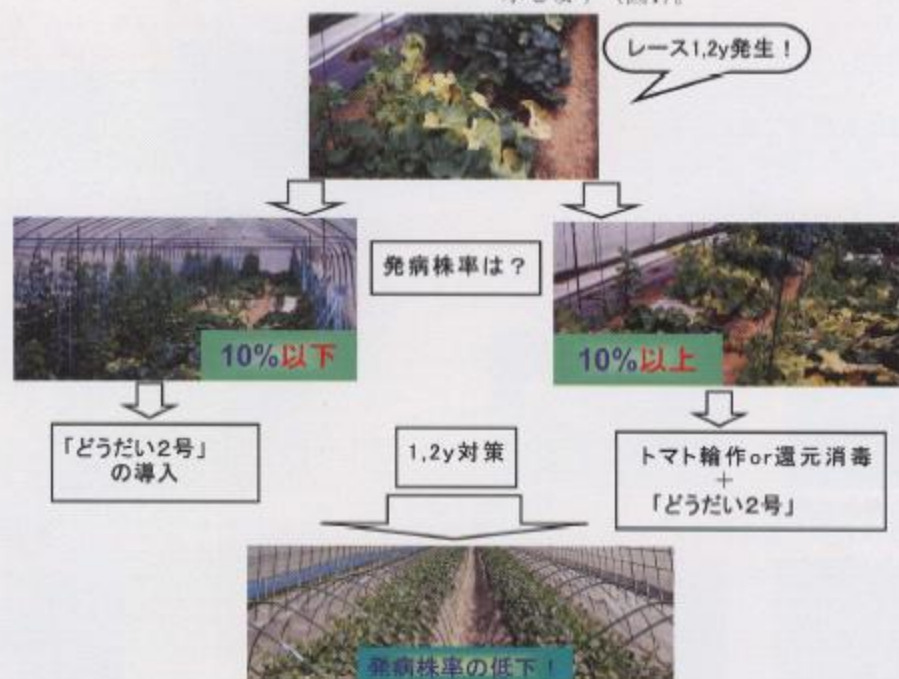 レース1,2y発生！
発病株率は？
10%以下
10%以上
「どうだい2号」
の導入
1,2y対策
トマト輪作or還元消毒
＋
「どうだい2号」
発病株率の低下！